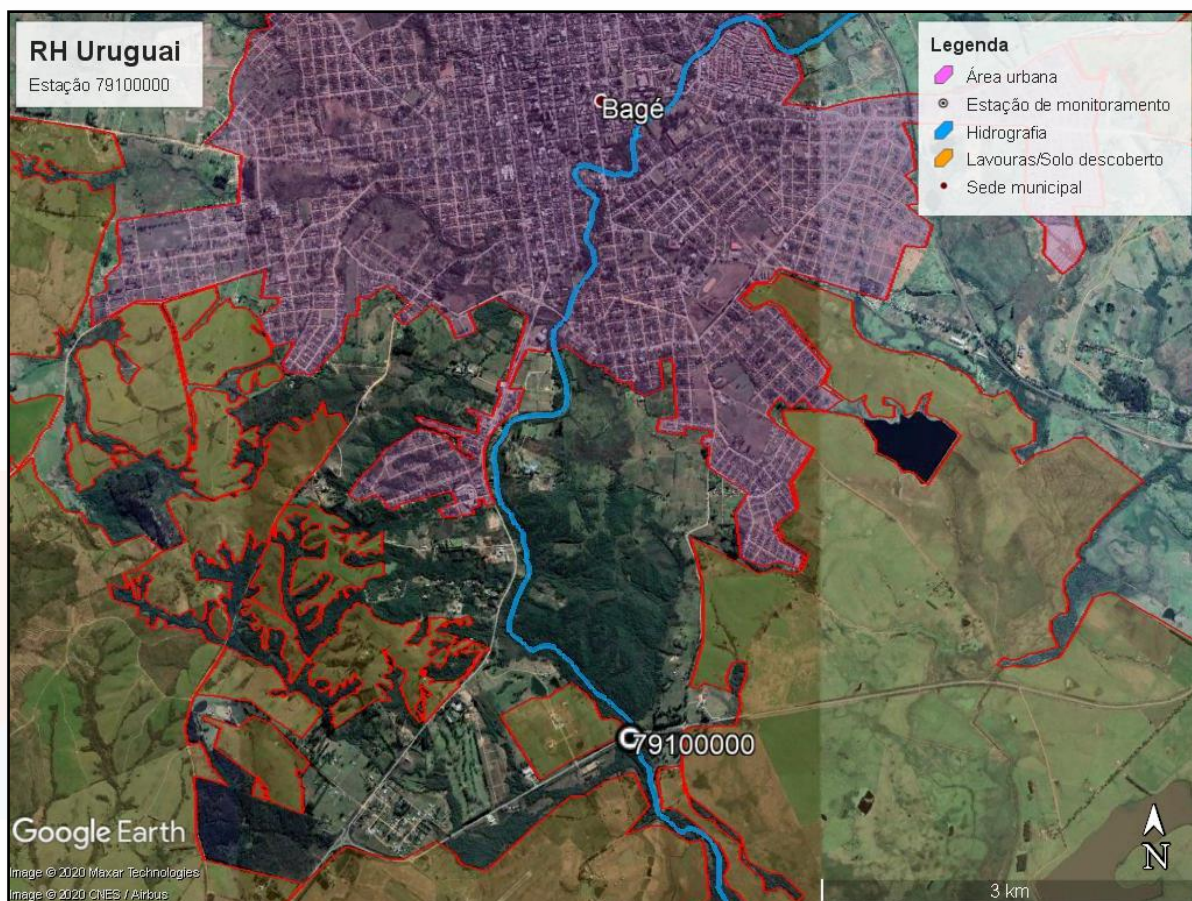 RH Uruguai
Estação 79100000
Legenda
Área urbana
Estação de monitoramento
Hidrografia
Lavouras/Solo descoberto
Sede municipal
Bagé
79100000
Google Earth
Image © 2020 Maxar Technologies
Image © 2020 CNES / Airbus
N
3 km